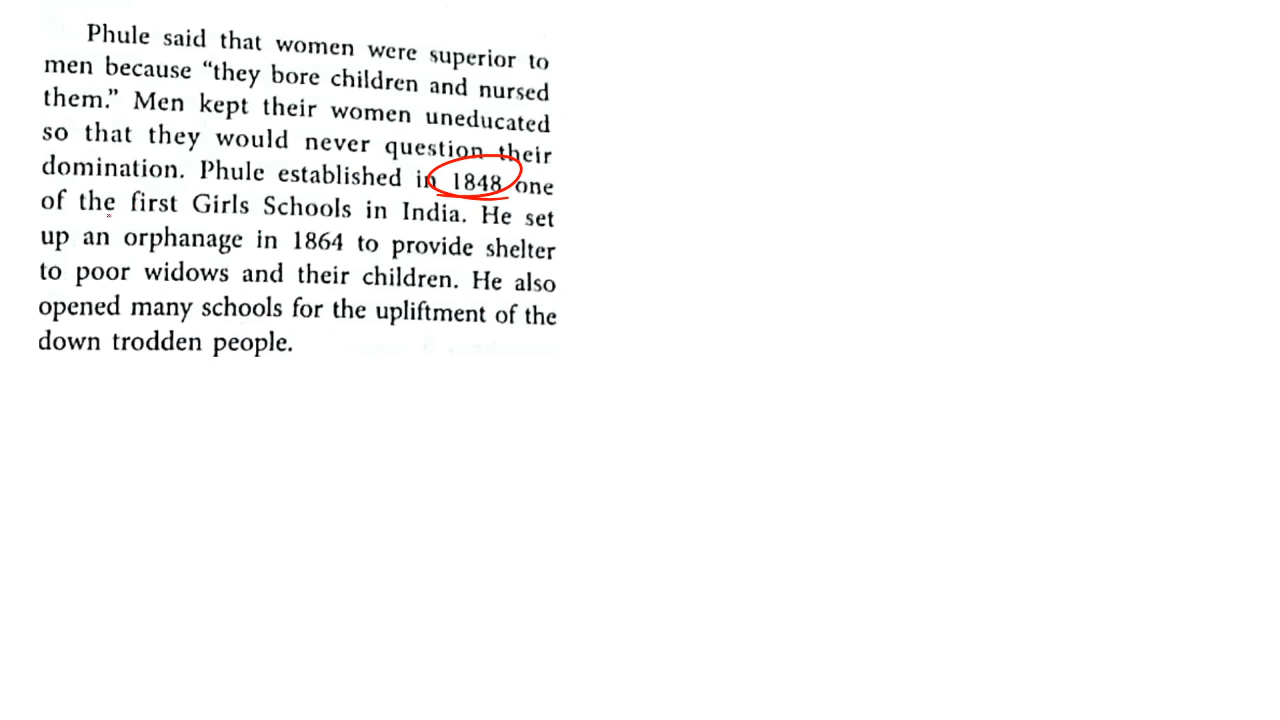 Phule said that women were superior to
men because “they bore children and nursed
them.” Men kept their women uneducated
so that they would never question their
domination. Phule established in 1848 one
of the first Girls Schools in India. He set
up an orphanage in 1864 to provide shelter
to poor widows and their children. He also
opened many schools for the upliftment of the
down trodden people.